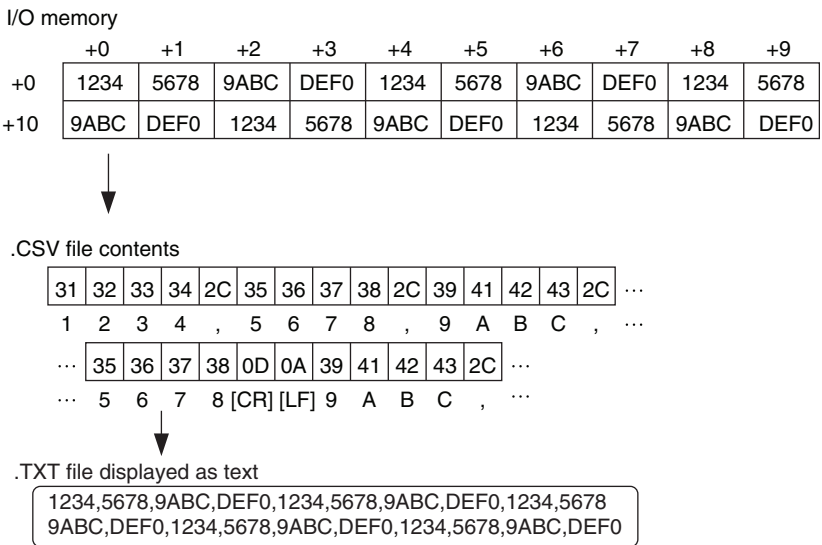 I/O memory
+0 +1 +2 +3 +4 +5 +6 +7 +8 +9
+0 1234 5678 9ABC DEF0 1234 5678 9ABC DEF0 1234 5678
+10 9ABC DEF0 1234 5678 9ABC DEF0 1234 5678 9ABC DEF0
.CSV file contents
31 32 33 34 2C 35 36 37 38 2C 39 41 42 43 2C ...
1 2 3 4 , 5 6 7 8 , 9 A B C , ...
... 35 36 37 38 0D 0A 39 41 42 43 2C ...
... 5 6 7 8 [CR] [LF] 9 A B C , ...
.TXT file displayed as text
1234,5678,9ABC,DEF0,1234,5678,9ABC,DEF0,1234,5678
9ABC,DEF0,1234,5678,9ABC,DEF0,1234,5678,9ABC,DEF0